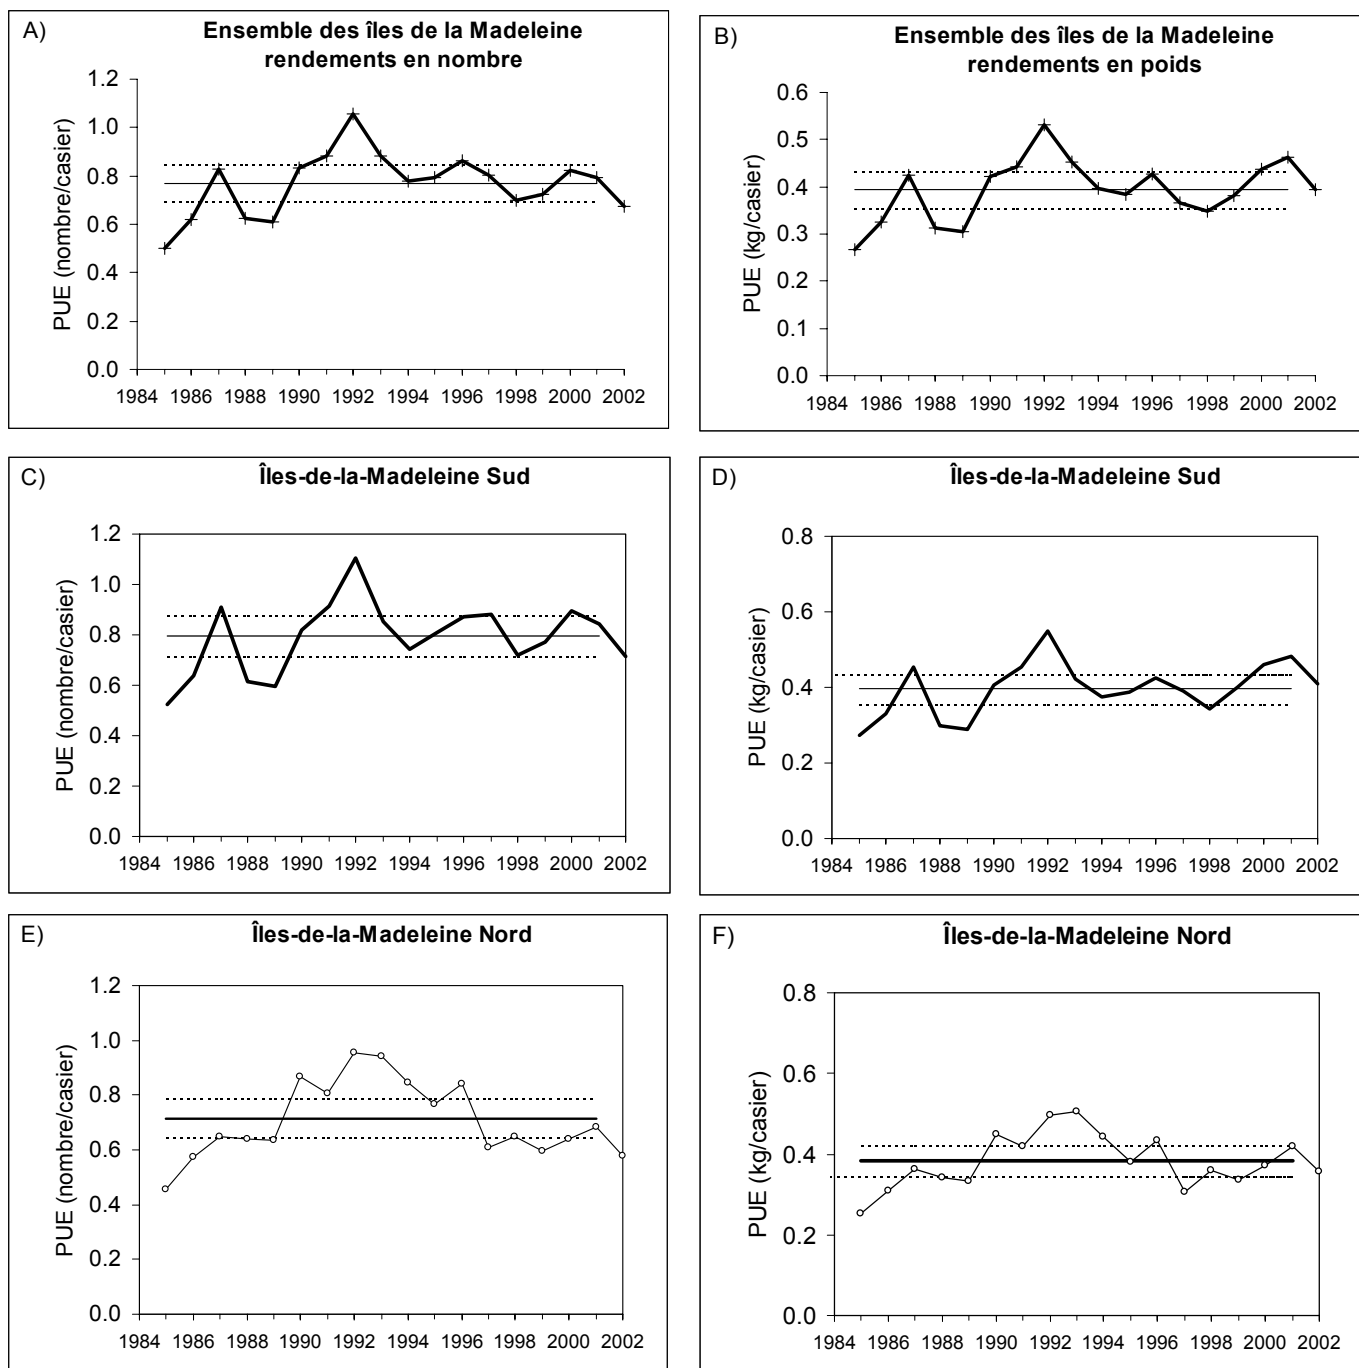 A)
Ensemble des îles de la Madeleine
rendements en nombre
PUE (nombre/casier)
1.2
1.0
0.8
0.6
0.4
0.2
0.0
1984 1986 1988 1990 1992 1994 1996 1998 2000 2002
B)
Ensemble des îles de la Madeleine
rendements en poids
PUE (kg/casier)
0.6
0.5
0.4
0.3
0.2
0.1
0.0
1984 1986 1988 1990 1992 1994 1996 1998 2000 2002
C)
Îles-de-la-Madeleine Sud
PUE (nombre/casier)
1.2
1.0
0.8
0.6
0.4
0.2
0.0
1984 1986 1988 1990 1992 1994 1996 1998 2000 2002
D)
Îles-de-la-Madeleine Sud
PUE (kg/casier)
0.8
0.6
0.4
0.2
0.0
1984 1986 1988 1990 1992 1994 1996 1998 2000 2002
E)
Îles-de-la-Madeleine Nord
PUE (nombre/casier)
1.2
1.0
0.8
0.6
0.4
0.2
0.0
1984 1986 1988 1990 1992 1994 1996 1998 2000 2002
F)
Îles-de-la-Madeleine Nord
PUE (kg/casier)
0.8
0.6
0.4
0.2
0.0
1984 1986 1988 1990 1992 1994 1996 1998 2000 2002